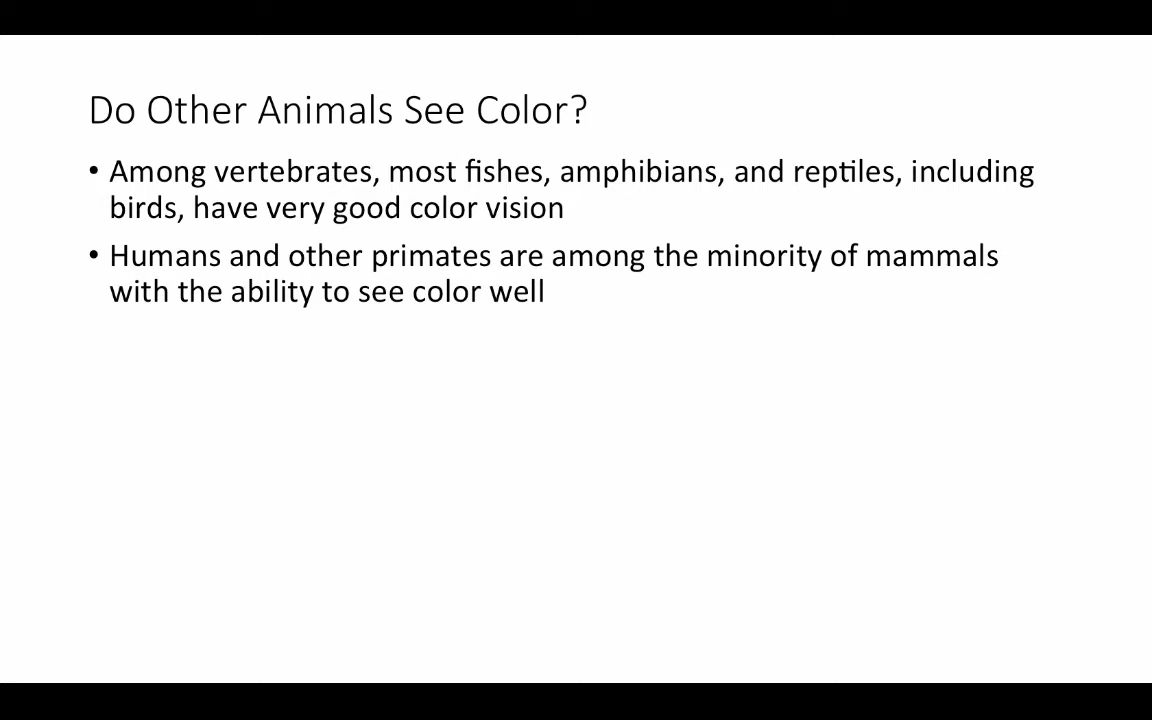 Do Other Animals See Color?
• Among vertebrates, most fishes, amphibians, and reptiles, including
birds, have very good color vision
• Humans and other primates are among the minority of mammals
with the ability to see color well